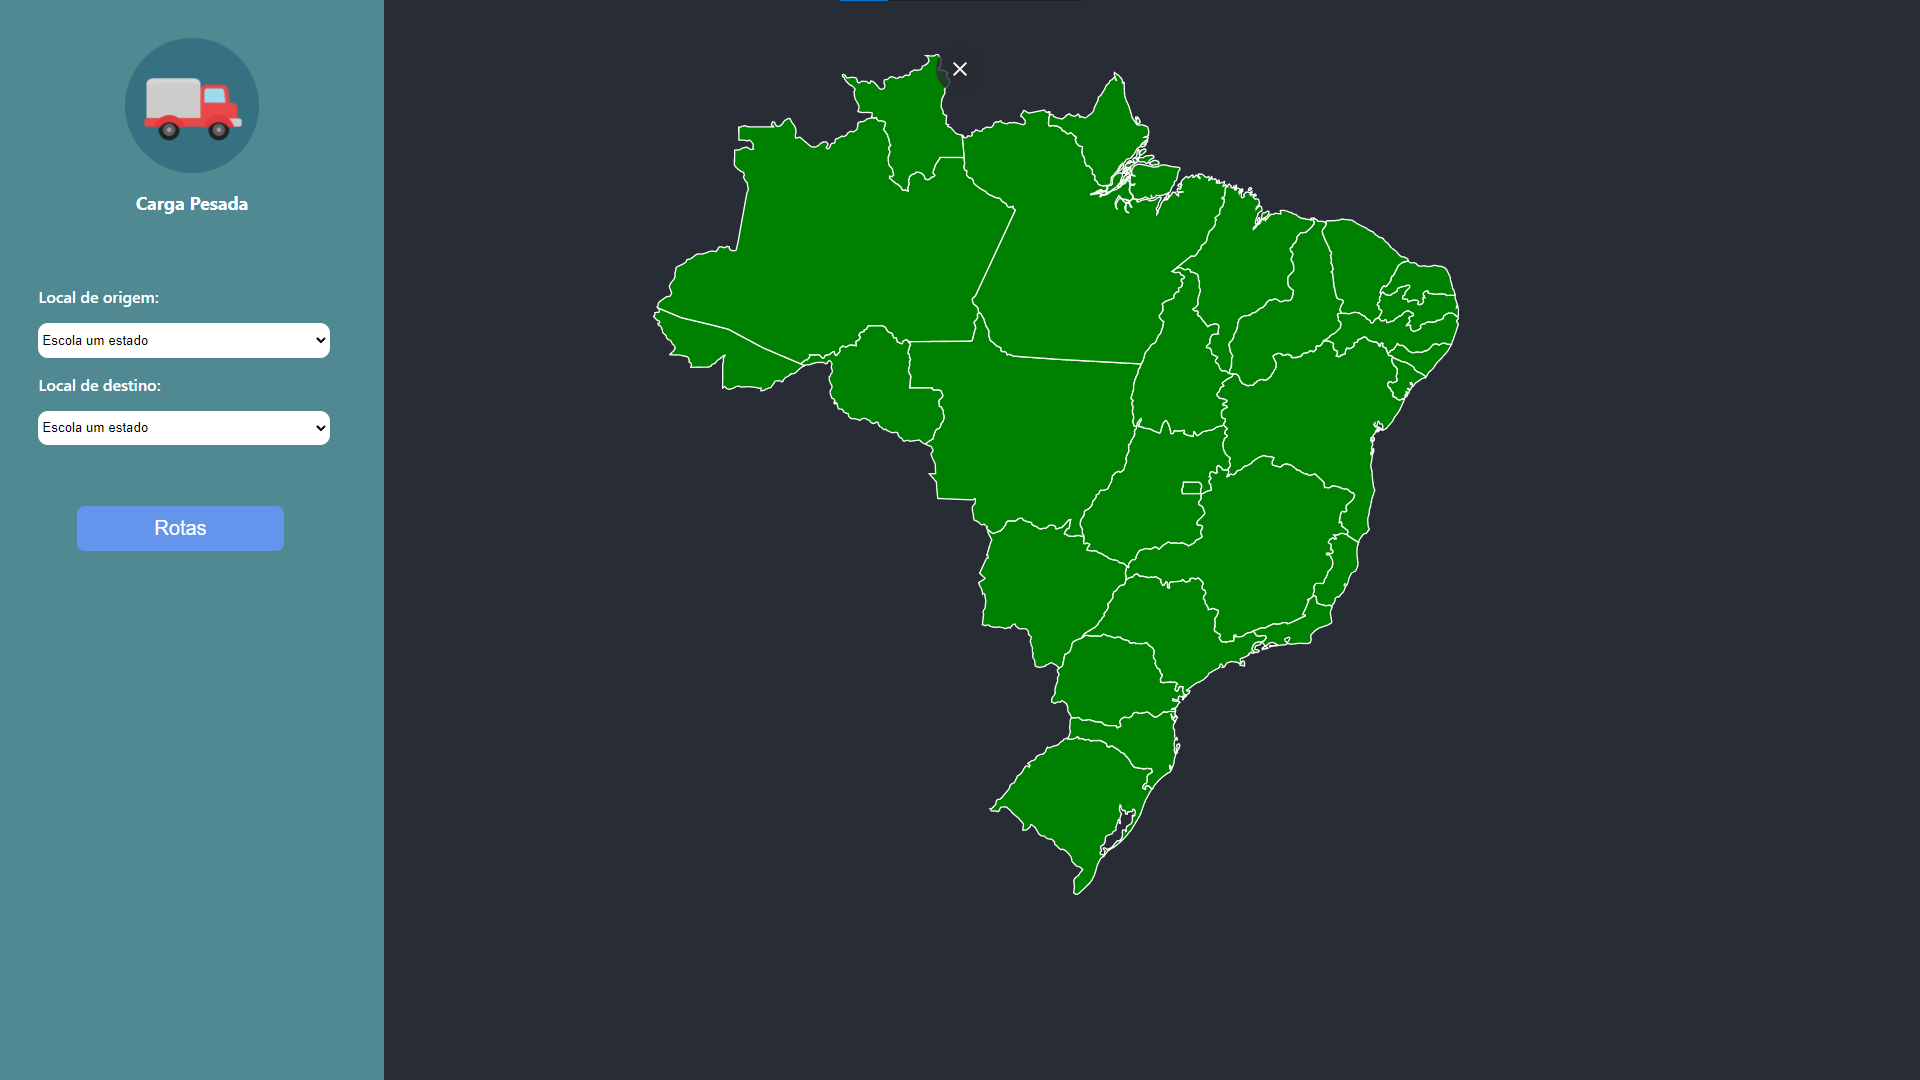 Carga Pesada
Local de origem:
Escola um estado
Local de destino:
Escola um estado
Rotas